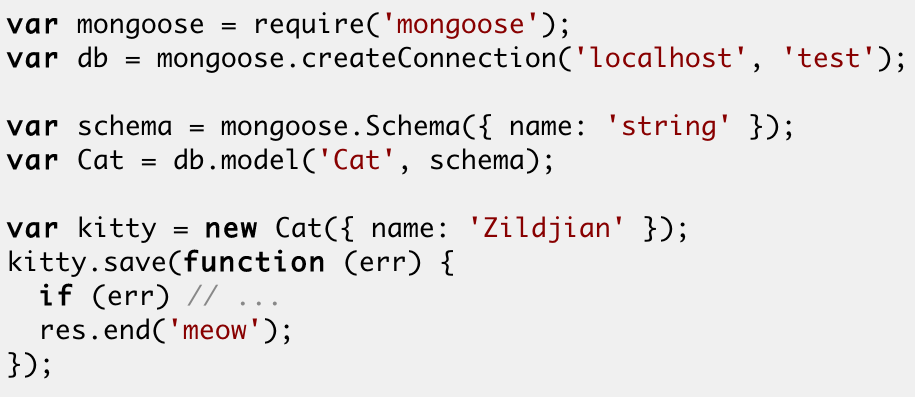 var mongoose = require('mongoose');
var db = mongoose.createConnection('localhost', 'test');
var schema = mongoose.Schema({ name: 'string' });
var Cat = db.model('Cat', schema);
var kitty = new Cat({ name: 'Zildjian' });
kitty.save(function (err) {
  if (err) // ...
  res.end('meow');
});